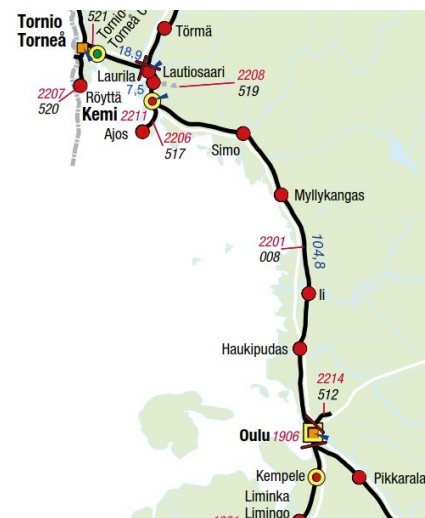 521
Tornio-
Torneå
Tornio
Torneå
Törmä
18,9
Laurila
Lautiosaari
2208
519
2207
520
Röyttä
7,5
Kemi 2211
Ajos
2206
517
Simo
Myllykangas
2201
008
104,8
Ii
Haukipudas
2214
512
Oulu 1906
Kempele
Pikkarala
Liminka
Limingo